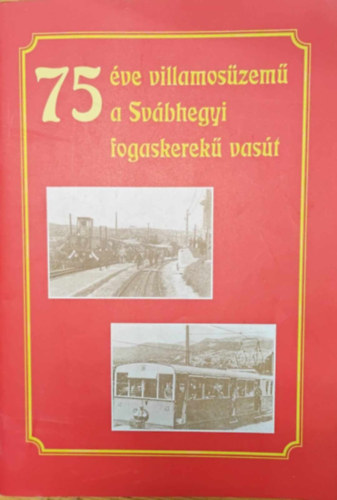 75 éve villamosüzemű
a Svábhegyi
fogaskerekű vasút